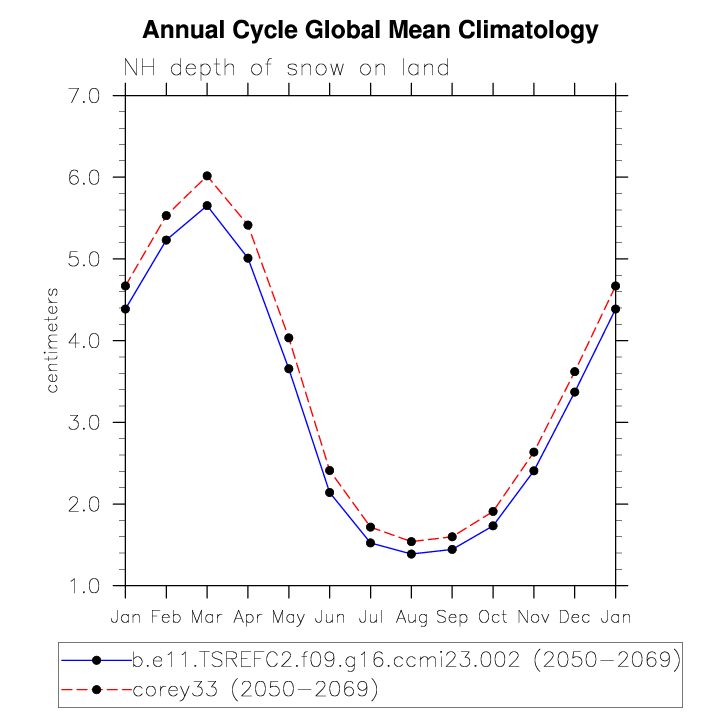 Annual Cycle Global Mean Climatology
NH depth of snow on land
7.0
6.0
5.0
4.0
3.0
2.0
1.0
centimeters
Jan Feb Mar Apr May Jun Jul Aug Sep Oct Nov Dec Jan
b.e11.TSREFC2.f09.g16.ccmi23.002 (2050-2069)
corey33 (2050-2069)